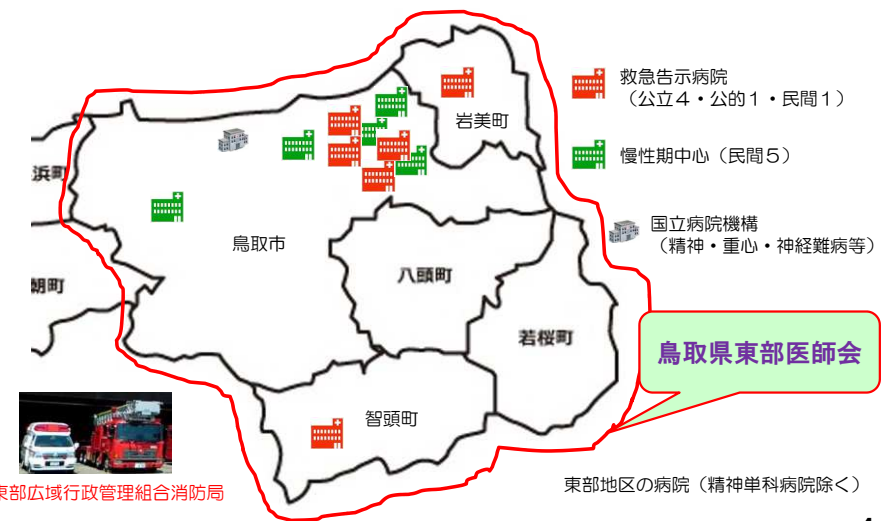 救急告示病院
（公立４・公的１・民間１）
岩美町
慢性期中心（民間５）
浜町
国立病院機構
（精神・重心・神経難病等）
鳥取市
八頭町
朝町
若桜町
鳥取県東部医師会
智頭町
東部広域行政管理組合消防局
東部地区の病院（精神単科病院除く）